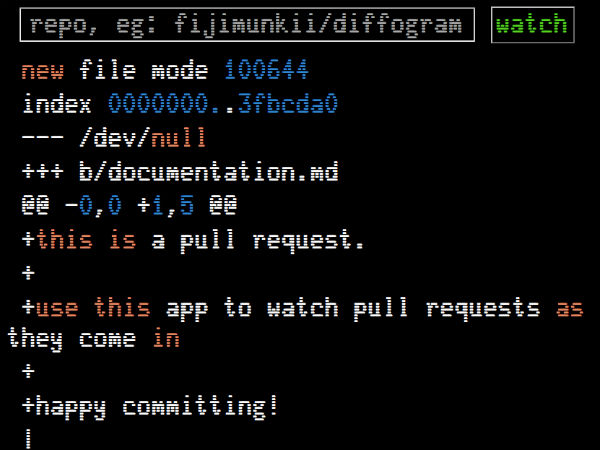 repo, eg: fijimunkii/diffogram watch
new file mode 100644
index 0000000..3fbcda0
--- /dev/null
+++ b/documentation.md
@@ -0,0 +1,5 @@
+this is a pull request.
+
+use this app to watch pull requests as
they come in
+
+happy committing!
|